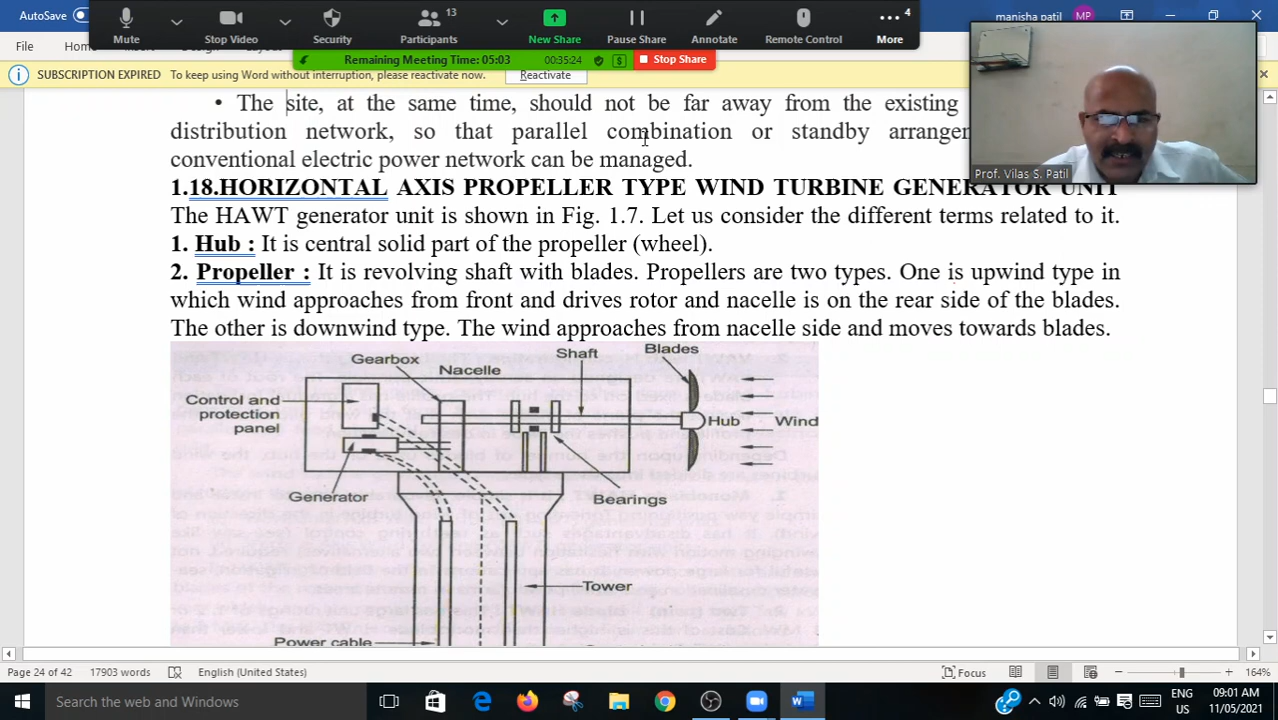 AutoSave
manisha patil
MP
13
4
Mute
Stop Video
Security
Participants
New Share
Pause Share
Annotate
Remote Control
More
File
Remaining Meeting Time: 05:03
00:35:24
Stop Share
SUBSCRIPTION EXPIRED To keep using Word without interruption, please reactivate now.
Reactivate
• The site, at the same time, should not be far away from the existing
distribution network, so that parallel combination or standby
conventional electric power network can be managed.
Prof. Vilas S. Patil
1.18.HORIZONTAL AXIS PROPELLER TYPE WIND TURBINE GENERATOR UNIT
The HAWT generator unit is shown in Fig. 1.7. Let us consider the different terms related to it.
1. Hub : It is central solid part of the propeller (wheel).
2. Propeller : It is revolving shaft with blades. Propellers are two types. One is upwind type in
which wind approaches from front and drives rotor and nacelle is on the rear side of the blades.
The other is downwind type. The wind approaches from nacelle side and moves towards blades.
Gearbox
Nacelle
Shaft
Blades
Control and
protection
panel
Hub
Wind
Generator
Bearings
Tower
Power cable
Page 24 of 42
17903 words
English (United States)
Focus
164%
Search the web and Windows
ENG
US
09:01 AM
11/05/2021